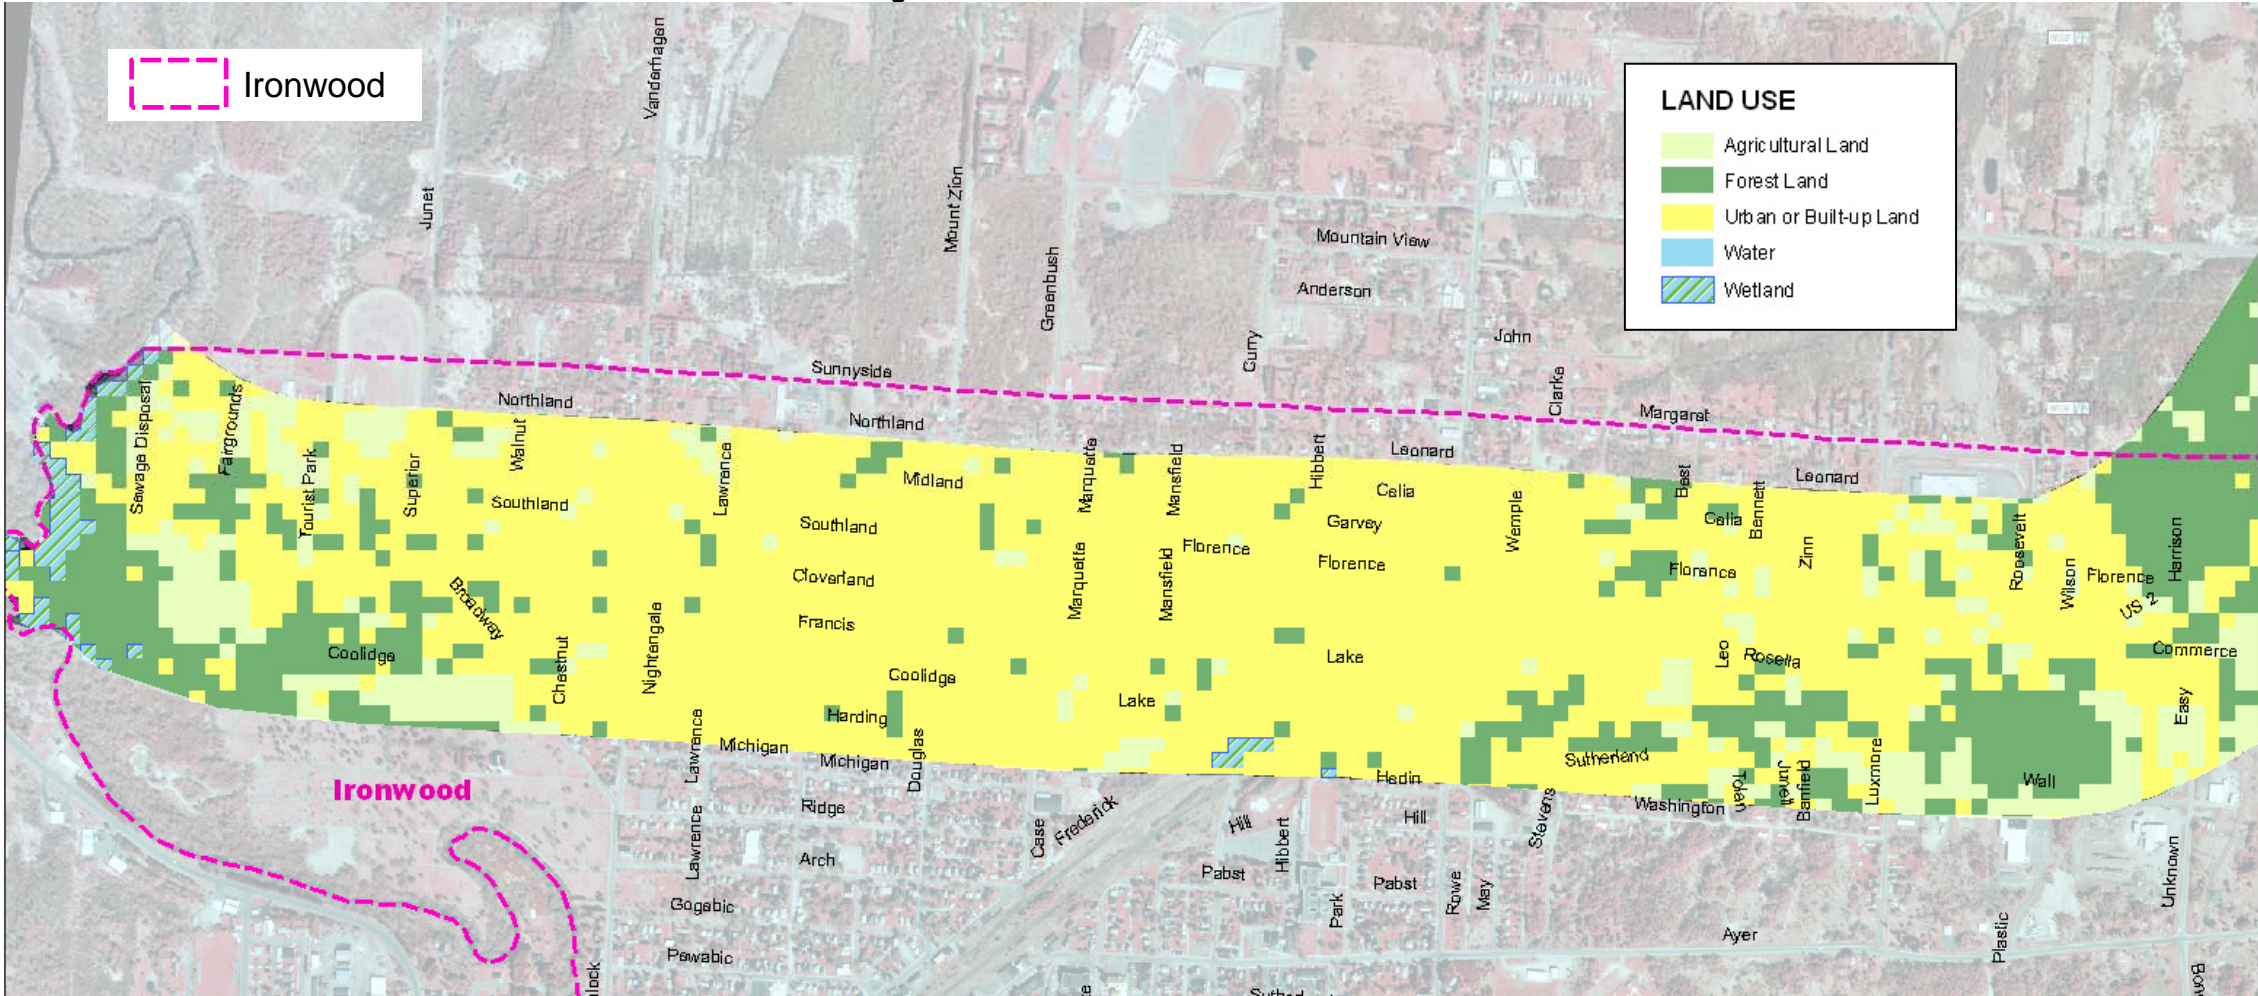 Ironwood
LAND USE
Agricultural Land
Forest Land
Urban or Built-up Land
Water
Wetland
Vanderhagen
Junet
Mount Zion
Greenbush
Mountain View
Anderson
Curry
John
Clarke
Sunnyside
Margaret
Northland
Northland
Leonard
Leonard
Sewage Disposal
Fairgrounds
Tourist Park
Superior
Walnut
Lawrence
Midland
Marquette
Mansfield
Hibbert
Celia
Wemple
Best
Bennett
Southland
Southland
Garvey
Celia
Zinn
Roosevelt
Harrison
Florence
Florence
Florence
Florence
Wilson
US 2
Cloverland
Marquette
Mansfield
Broadway
Francis
Coolidge
Chestnut
Nightengale
Coolidge
Lake
Lake
Leo
Rosella
Commerce
Easy
Harding
Lawrence
Michigan
Michigan
Douglas
Hedin
Sutherland
Tolan
Junell
Banfield
Luxmore
Wall
Ironwood
Washington
Ridge
Lawrence
Case
Frederick
Hill
Hibbert
Hill
Stevens
Arch
Pabst
Pabst
Rowe
May
Park
Unknown
Gogebic
Pewabic
Ayer
Plastic